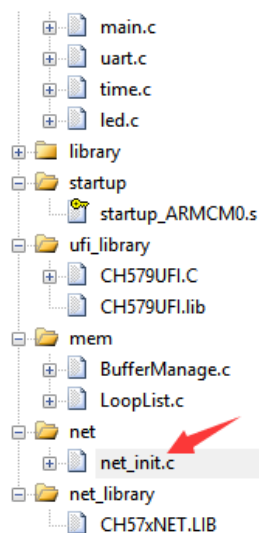 main.c
uart.c
time.c
led.c
library
startup
startup_ARMCM0.s
ufi_library
CH579UFI.C
CH579UFI.lib
mem
BufferManage.c
LoopList.c
net
net_init.c
net_library
CH57xNET.LIB